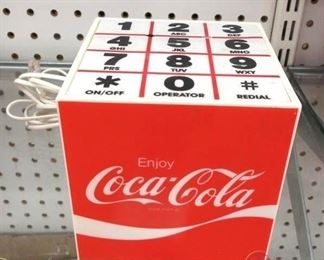 1 2 3
ABC DEF
4 5 6
GHI JKL MNO
7 8 9
PRS TUV WXY
* 0 #
ON/OFF OPERATOR REDIAL
Enjoy
Coca-Cola